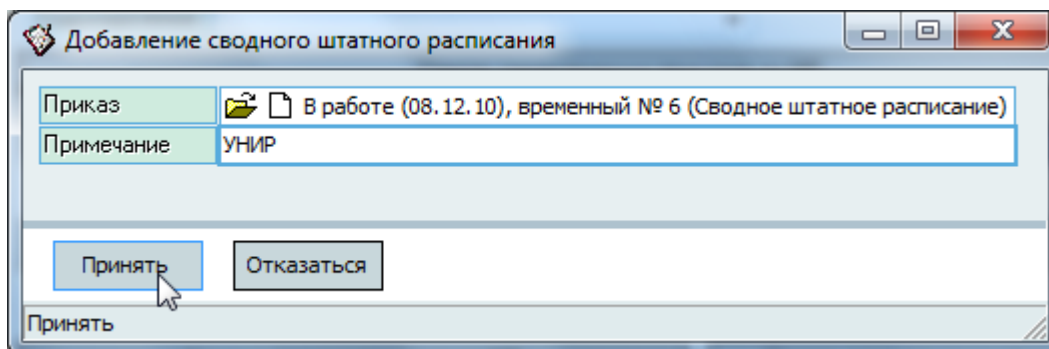 Добавление сводного штатного расписания
Приказ В работе (08.12.10), временный № 6 (Сводное штатное расписание)
Примечание УНИР
Принять Отказаться
Принять